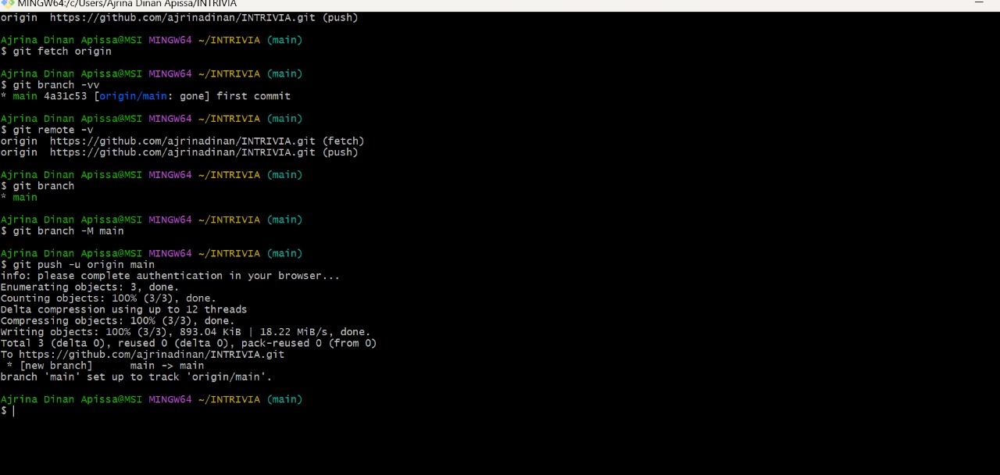 MINGW64:/c/Users/Ajrina Dinan Apissa/INTRIVIA
origin  https://github.com/ajrinadinan/INTRIVIA.git (push)
Ajrina Dinan Apissa@MSI MINGW64 ~/INTRIVIA (main)
$ git fetch origin
Ajrina Dinan Apissa@MSI MINGW64 ~/INTRIVIA (main)
$ git branch -vv
* main 4a31c53 [origin/main: gone] first commit
Ajrina Dinan Apissa@MSI MINGW64 ~/INTRIVIA (main)
$ git remote -v
origin  https://github.com/ajrinadinan/INTRIVIA.git (fetch)
origin  https://github.com/ajrinadinan/INTRIVIA.git (push)
Ajrina Dinan Apissa@MSI MINGW64 ~/INTRIVIA (main)
$ git branch
* main
Ajrina Dinan Apissa@MSI MINGW64 ~/INTRIVIA (main)
$ git branch -M main
Ajrina Dinan Apissa@MSI MINGW64 ~/INTRIVIA (main)
$ git push -u origin main
info: please complete authentication in your browser...
Enumerating objects: 3, done.
Counting objects: 100% (3/3), done.
Delta compression using up to 12 threads
Compressing objects: 100% (3/3), done.
Writing objects: 100% (3/3), 893.04 KiB | 18.22 MiB/s, done.
Total 3 (delta 0), reused 0 (delta 0), pack-reused 0 (from 0)
To https://github.com/ajrinadinan/INTRIVIA.git
 * [new branch]      main -> main
branch 'main' set up to track 'origin/main'.
Ajrina Dinan Apissa@MSI MINGW64 ~/INTRIVIA (main)
$